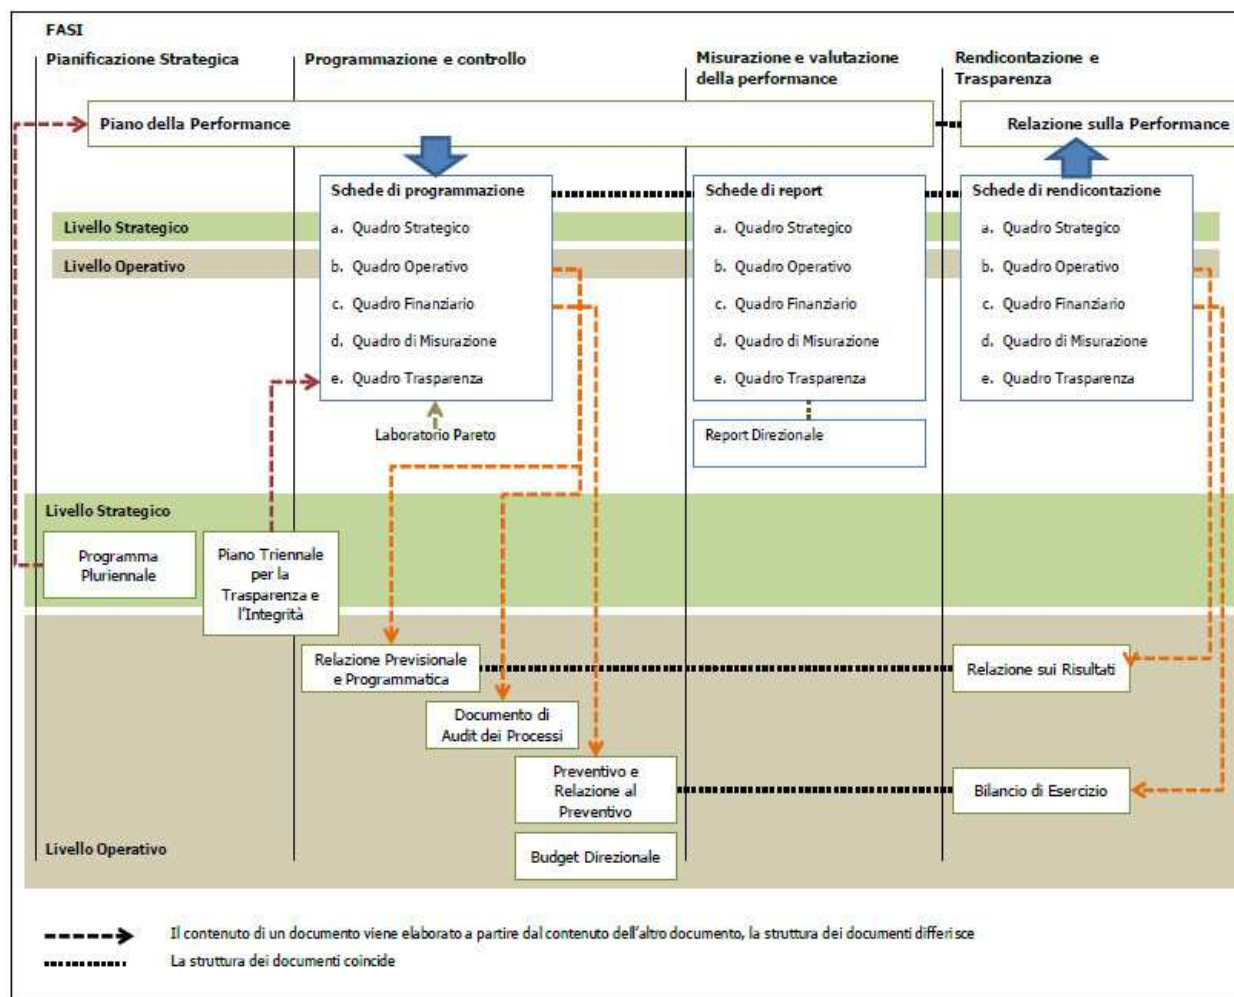 FASI
Pianificazione Strategica
Programmazione e controllo
Misurazione e valutazione
della performance
Rendicontazione e
Trasparenza
Piano della Performance
Relazione sulla Performance
Schede di programmazione
a. Quadro Strategico
b. Quadro Operativo
c. Quadro Finanziario
d. Quadro di Misurazione
e. Quadro Trasparenza
Schede di report
a. Quadro Strategico
b. Quadro Operativo
c. Quadro Finanziario
d. Quadro di Misurazione
e. Quadro Trasparenza
Schede di rendicontazione
a. Quadro Strategico
b. Quadro Operativo
c. Quadro Finanziario
d. Quadro di Misurazione
e. Quadro Trasparenza
Livello Strategico
Livello Operativo
Laboratorio Pareto
Report Direzionale
Livello Strategico
Programma
Pluriennale
Piano Triennale
per la
Trasparenza e
l'Integrità
Relazione Previsionale
e Programmatica
Relazione sui Risultati
Documento di
Audit dei Processi
Preventivo e
Relazione al
Preventivo
Bilancio di Esercizio
Livello Operativo
Budget Direzionale
Il contenuto di un documento viene elaborato a partire dal contenuto dell'altro documento, la struttura dei documenti differisce
La struttura dei documenti coincide